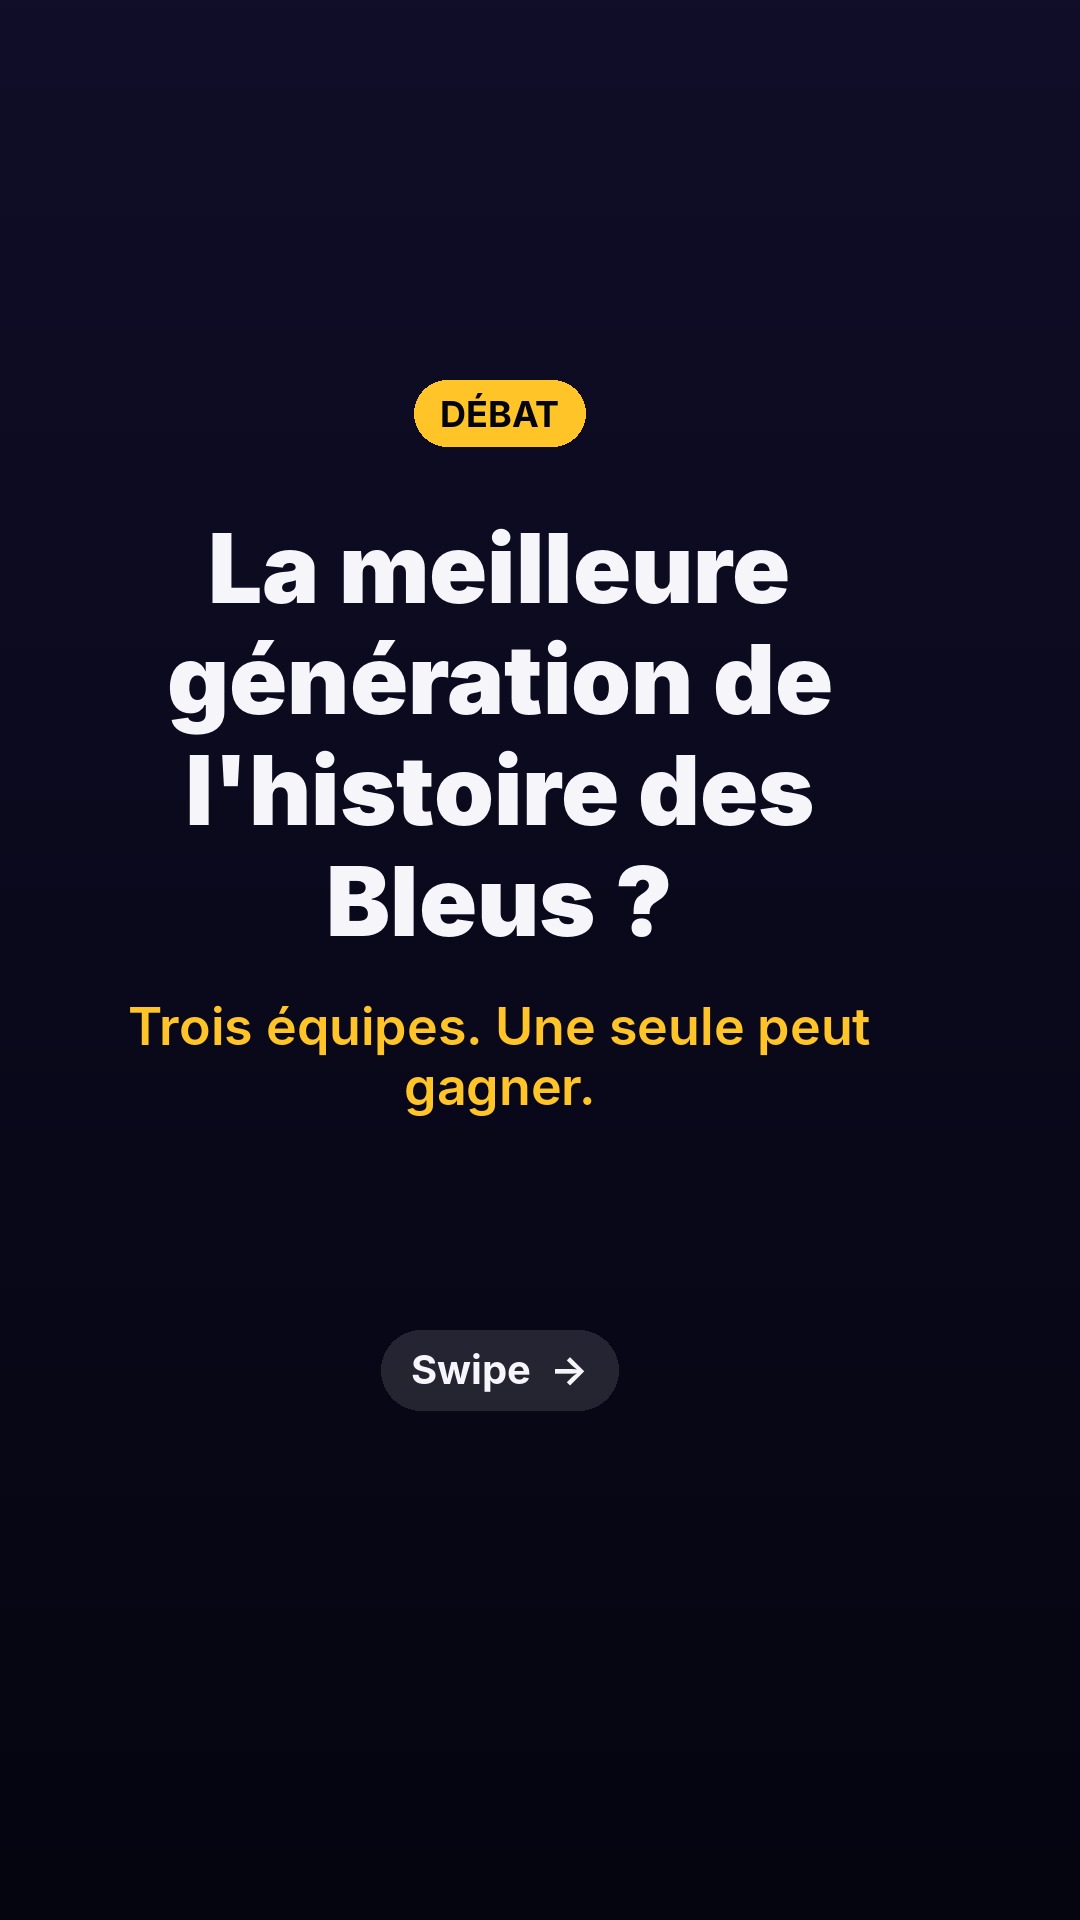 DÉBAT
La meilleure
génération de
l'histoire des
Bleus ?
Trois équipes. Une seule peut
gagner.
Swipe →